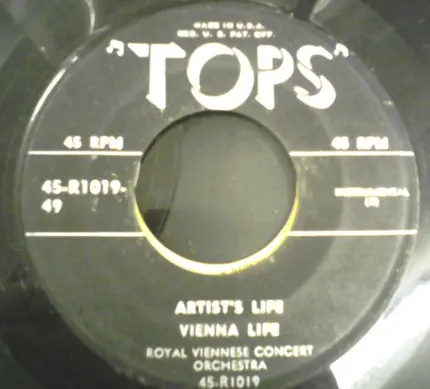 MADE IN U.S.A.
REG. U. S. PAT. OFF.
"TOPS"
45 RPM 45 RPM
45-R1019-
49
INSTRUMENTAL
ARTIST'S LIFE
VIENNA LIFE
ROYAL VIENNESE CONCERT
ORCHESTRA
45-R1019